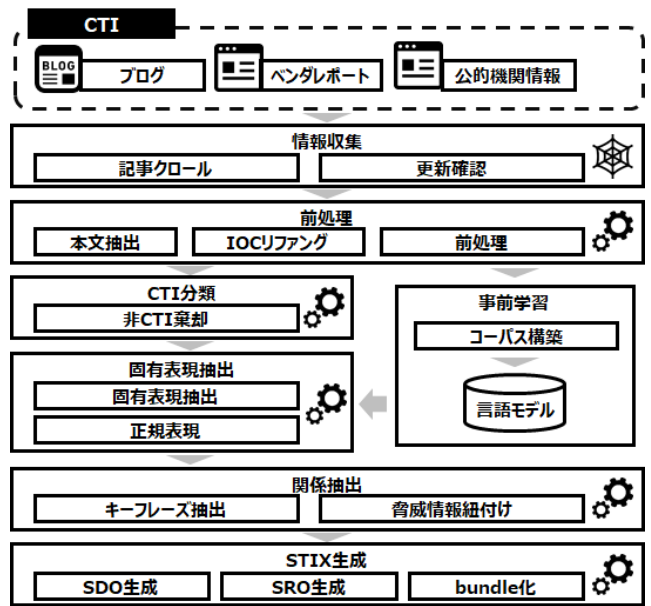 CTI
BLOG
ブログ
ベンダレポート
公的機関情報
情報収集
記事クロール
更新確認
前処理
本文抽出
IOCリファング
前処理
CTI分類
非CTI棄却
事前学習
コーパス構築
言語モデル
固有表現抽出
固有表現抽出
正規表現
関係抽出
キーフレーズ抽出
脅威情報紐付け
STIX生成
SDO生成
SRO生成
bundle化